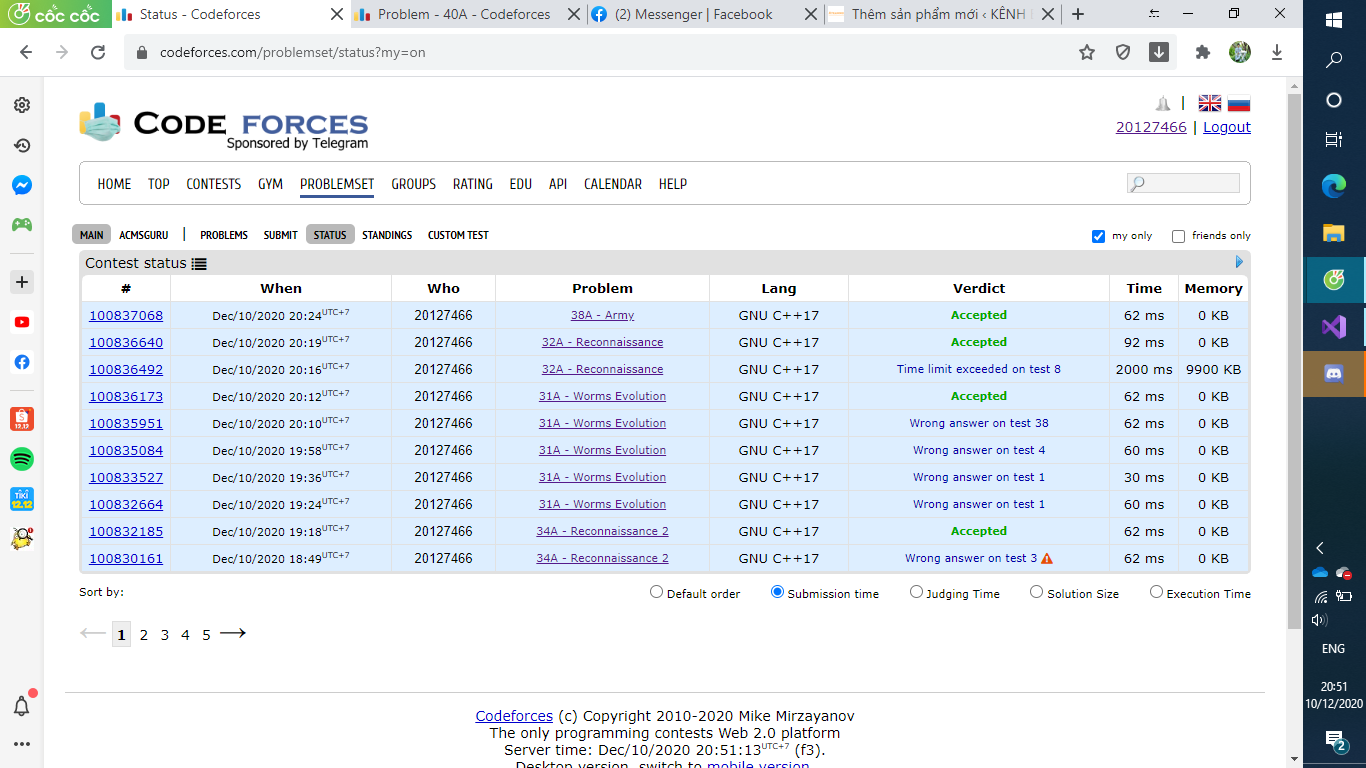 cốc cốc Status - Codeforces Problem - 40A - Codeforces (2) Messenger | Facebook Thêm sản phẩm mới ‹ KÊNH
codeforces.com/problemset/status?my=on
CODE FORCES
Sponsored by Telegram
20127466 | Logout
HOME TOP CONTESTS GYM PROBLEMSET GROUPS RATING EDU API CALENDAR HELP
MAIN ACMSGURU | PROBLEMS SUBMIT STATUS STANDINGS CUSTOM TEST my only friends only
Contest status
# When Who Problem Lang Verdict Time Memory
100837068 Dec/10/2020 20:24 UTC+7 20127466 38A - Army GNU C++17 Accepted 62 ms 0 KB
100836640 Dec/10/2020 20:19 UTC+7 20127466 32A - Reconnaissance GNU C++17 Accepted 92 ms 0 KB
100836492 Dec/10/2020 20:16 UTC+7 20127466 32A - Reconnaissance GNU C++17 Time limit exceeded on test 8 2000 ms 9900 KB
100836173 Dec/10/2020 20:12 UTC+7 20127466 31A - Worms Evolution GNU C++17 Accepted 62 ms 0 KB
100835951 Dec/10/2020 20:10 UTC+7 20127466 31A - Worms Evolution GNU C++17 Wrong answer on test 38 62 ms 0 KB
100835084 Dec/10/2020 19:58 UTC+7 20127466 31A - Worms Evolution GNU C++17 Wrong answer on test 4 60 ms 0 KB
100833527 Dec/10/2020 19:36 UTC+7 20127466 31A - Worms Evolution GNU C++17 Wrong answer on test 1 30 ms 0 KB
100832664 Dec/10/2020 19:24 UTC+7 20127466 31A - Worms Evolution GNU C++17 Wrong answer on test 1 60 ms 0 KB
100832185 Dec/10/2020 19:18 UTC+7 20127466 34A - Reconnaissance 2 GNU C++17 Accepted 62 ms 0 KB
100830161 Dec/10/2020 18:49 UTC+7 20127466 34A - Reconnaissance 2 GNU C++17 Wrong answer on test 3 62 ms 0 KB
Sort by: Default order Submission time Judging Time Solution Size Execution Time
1 2 3 4 5
Codeforces (c) Copyright 2010-2020 Mike Mirzayanov
The only programming contests Web 2.0 platform
Server time: Dec/10/2020 20:51:13 UTC+7 (f3).
Desktop version, switch to mobile version.
12.12
TIKI
12.12
ENG
20:51
10/12/2020
2